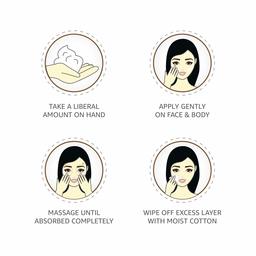 TAKE A LIBERAL
AMOUNT ON HAND
APPLY GENTLY
ON FACE & BODY
MASSAGE UNTIL
ABSORBED COMPLETELY
WIPE OFF EXCESS LAYER
WITH MOIST COTTON